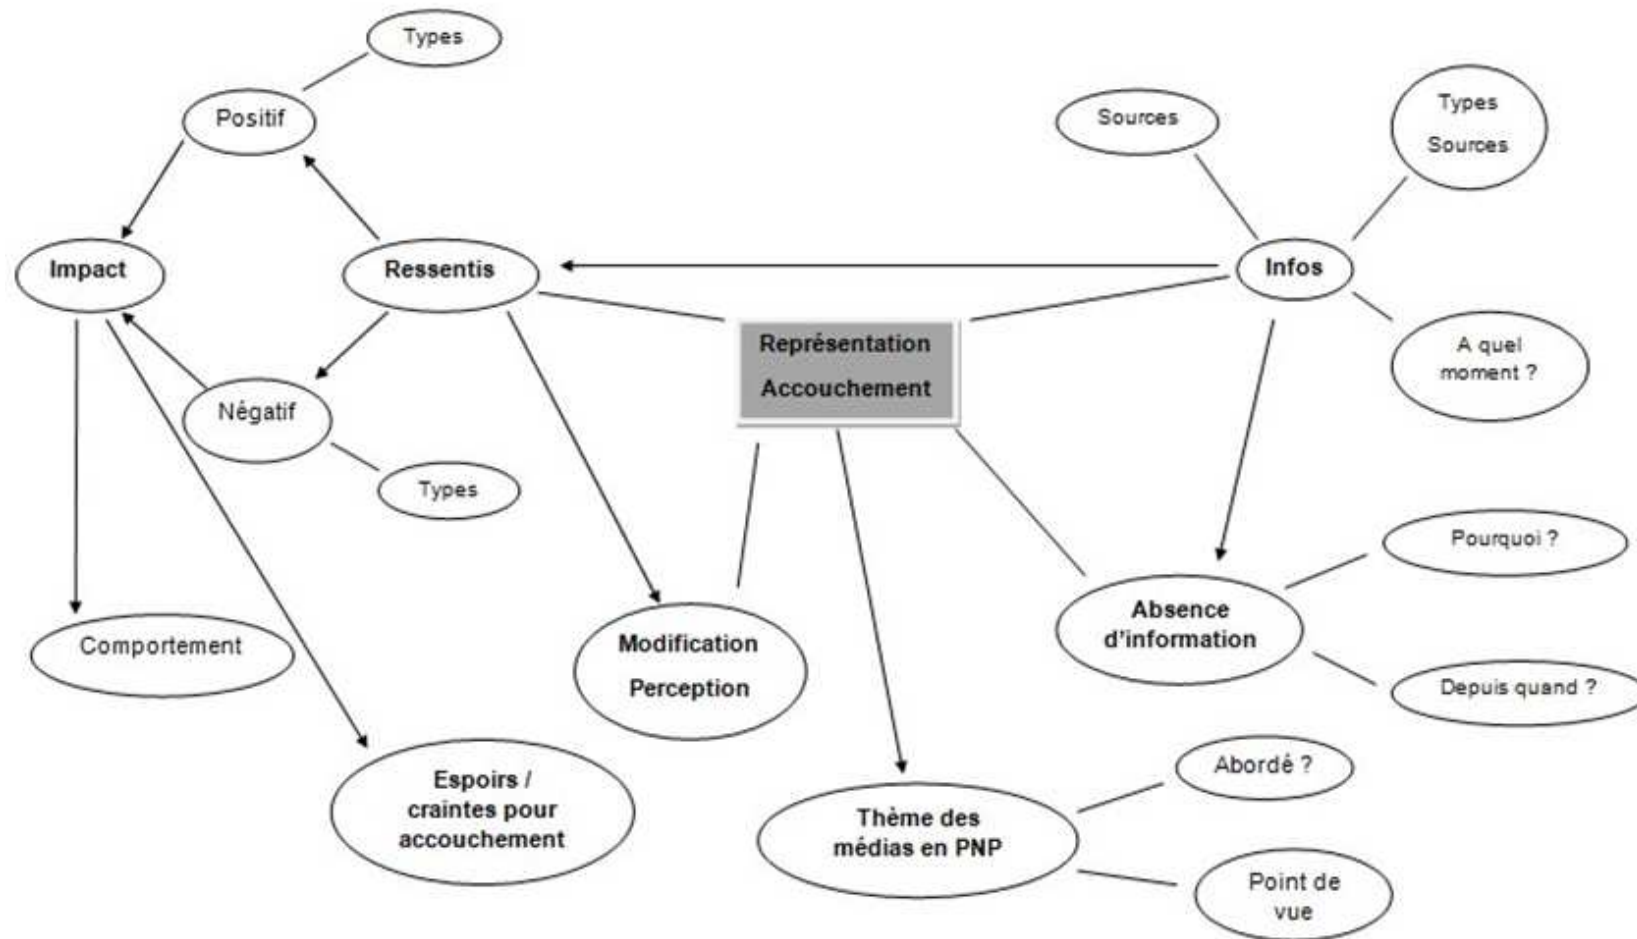 Types
Positif
Sources
Types
Sources
Impact
Ressentis
Infos
Représentation
Accouchement
A quel
moment ?
Négatif
Types
Pourquoi ?
Absence
d'information
Comportement
Modification
Perception
Depuis quand ?
Espoirs /
craintes pour
accouchement
Abordé ?
Thème des
médias en PNP
Point de
vue